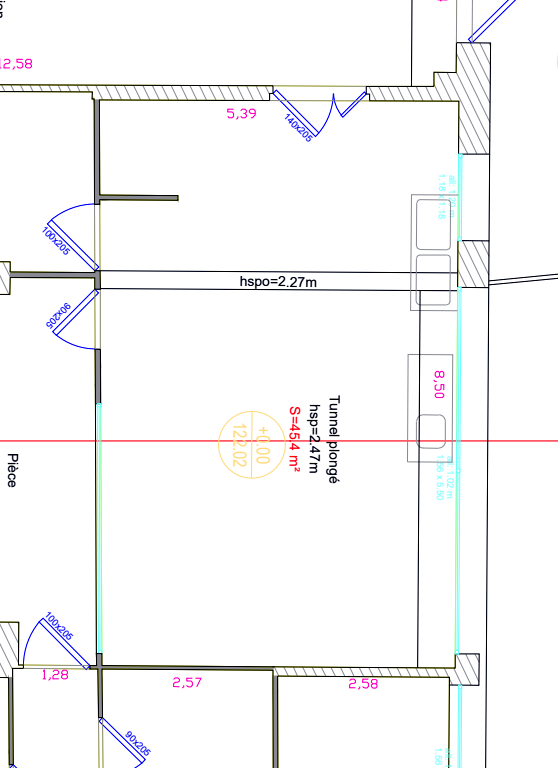 12,58
5,39
140x205
100x205
hspo=2.27m
90x205
8,50
Tunnel plongé
hsp=2.47m
S=45.4 m²
+0.00
122.02
Pièce
100x205
1,28
2,57
2,58
90x205